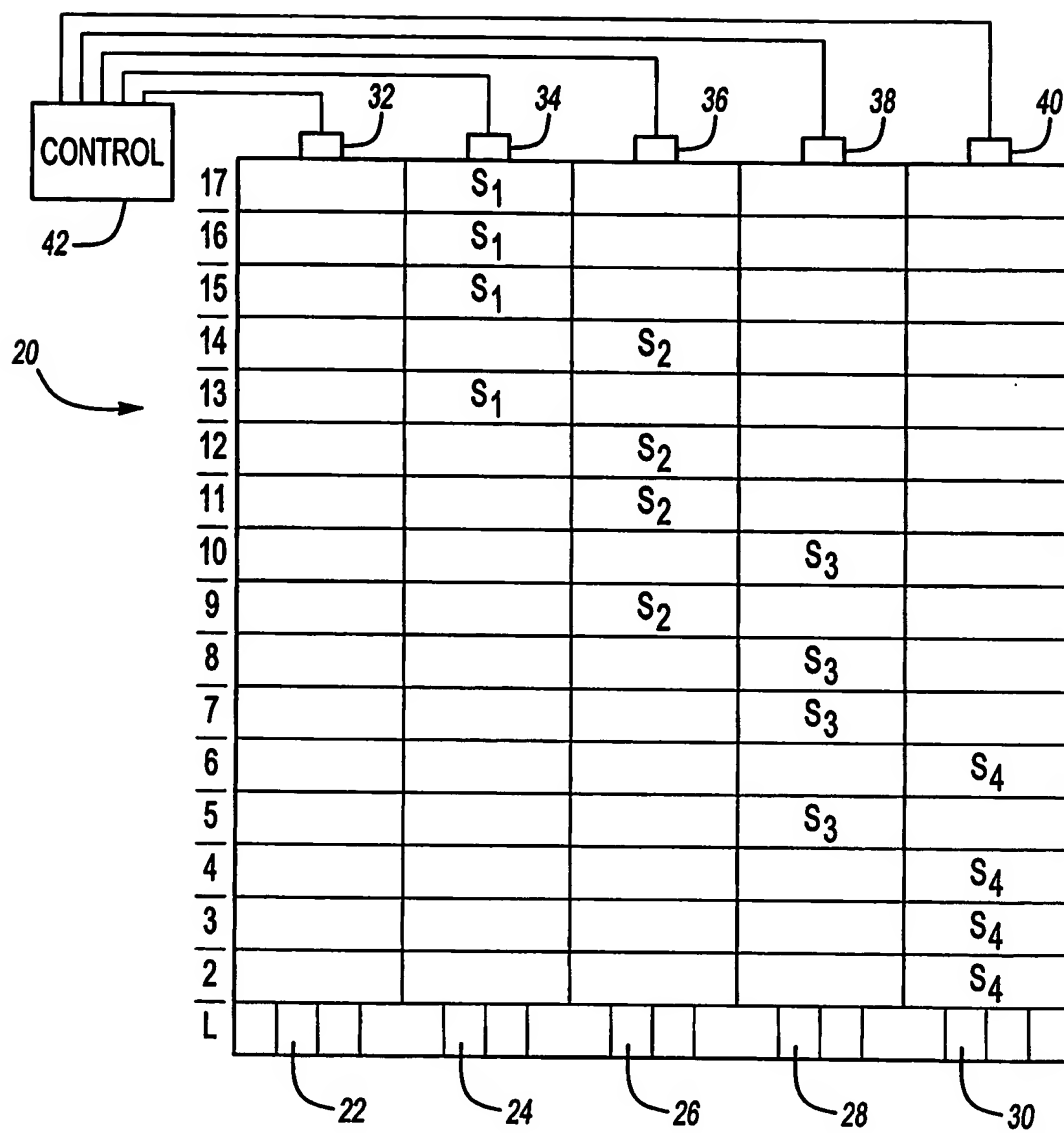 32 34 36 38 40
CONTROL
42
20
17 S1
16 S1
15 S1
14 S2
13 S1
12 S2
11 S2
10 S3
9 S2
8 S3
7 S3
6 S4
5 S3
4 S4
3 S4
2 S4
L
22 24 26 28 30